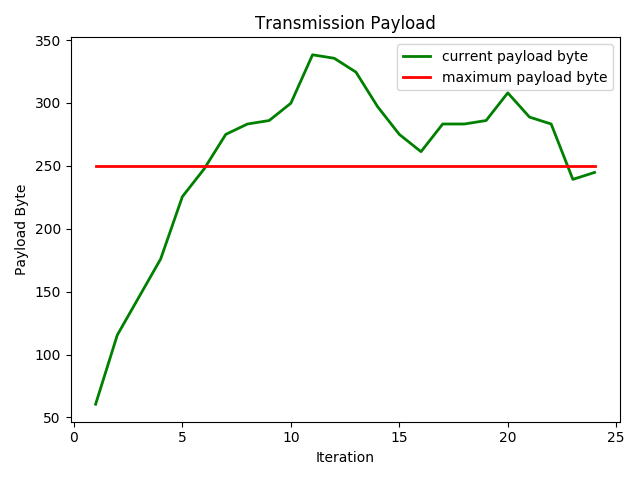 Transmission Payload
350
300
250
200
150
100
50
Payload Byte
current payload byte
maximum payload byte
0
5
10
15
20
25
Iteration